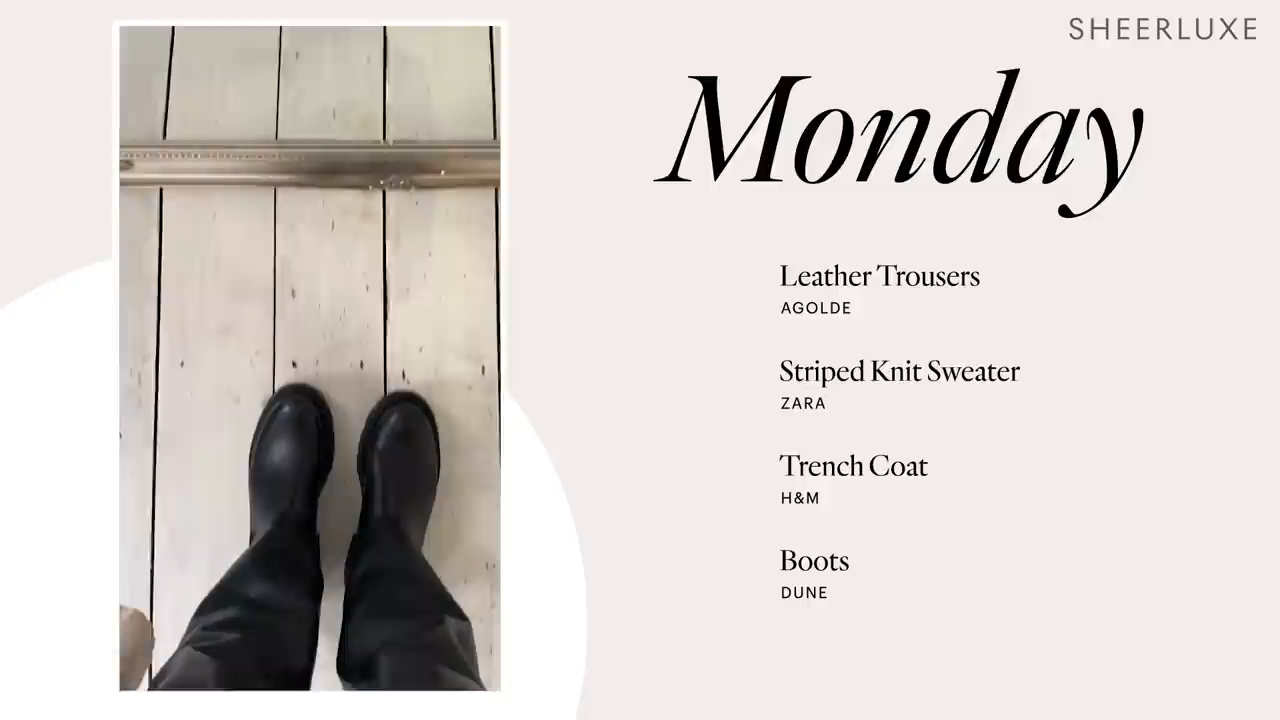 SHEERLUXE
Monday
Leather Trousers
AGOLDE
Striped Knit Sweater
ZARA
Trench Coat
H&M
Boots
DUNE